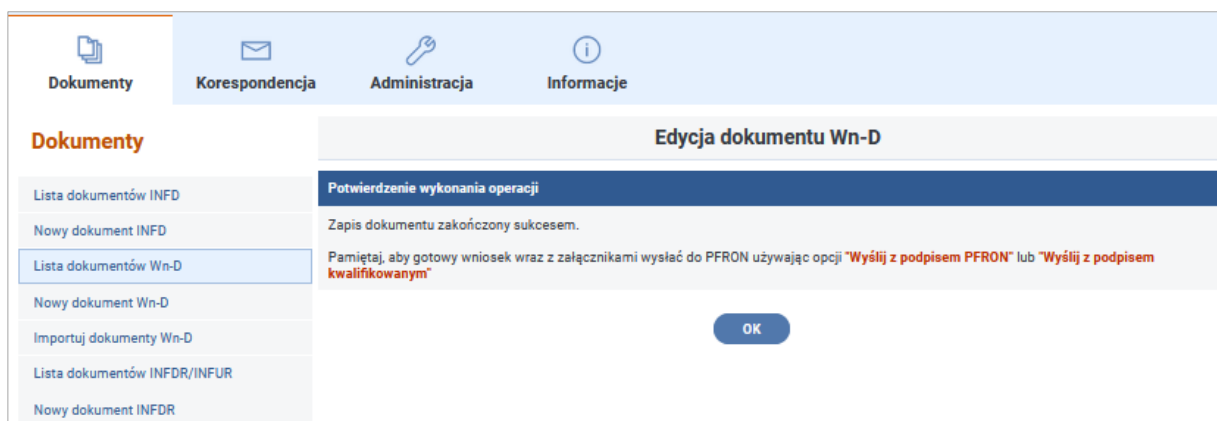 Dokumenty
Korespondencja
Administracja
Informacje
Dokumenty
Lista dokumentów INFD
Nowy dokument INFD
Lista dokumentów Wn-D
Nowy dokument Wn-D
Importuj dokumenty Wn-D
Lista dokumentów INFDR/INFUR
Nowy dokument INFDR
Edycja dokumentu Wn-D
Potwierdzenie wykonania operacji
Zapis dokumentu zakończony sukcesem.
Pamiętaj, aby gotowy wniosek wraz z załącznikami wysłać do PFRON używając opcji "Wyślij z podpisem PFRON" lub "Wyślij z podpisem
kwalifikowanym"
OK